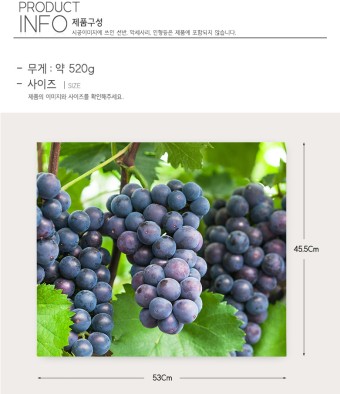 PRODUCT
INFO 제품구성
시공이미지에 쓰인 선반, 악세사리, 인형등은 제품에 포함되지 않습니다.
- 무게 : 약 520g
- 사이즈 | SIZE
제품의 이미지와 사이즈를 확인해주세요.
45.5Cm
53Cm